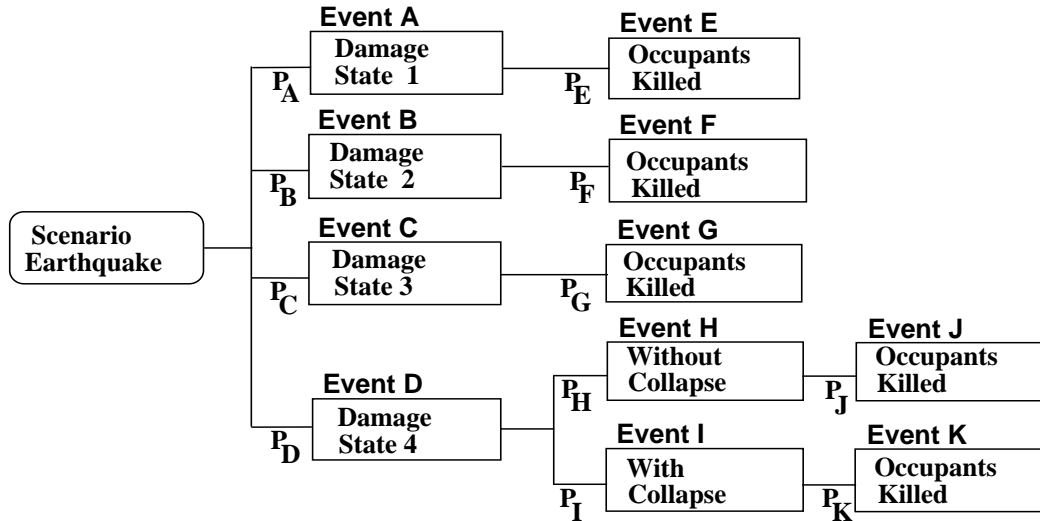 Scenario
Earthquake
Event A
Damage
State 1
P_A
Event E
Occupants
Killed
P_E
Event B
Damage
State 2
P_B
Event F
Occupants
Killed
P_F
Event C
Damage
State 3
P_C
Event G
Occupants
Killed
P_G
Event D
Damage
State 4
P_D
Event H
Without
Collapse
P_H
Event J
Occupants
Killed
P_J
Event I
With
Collapse
P_I
Event K
Occupants
Killed
P_K